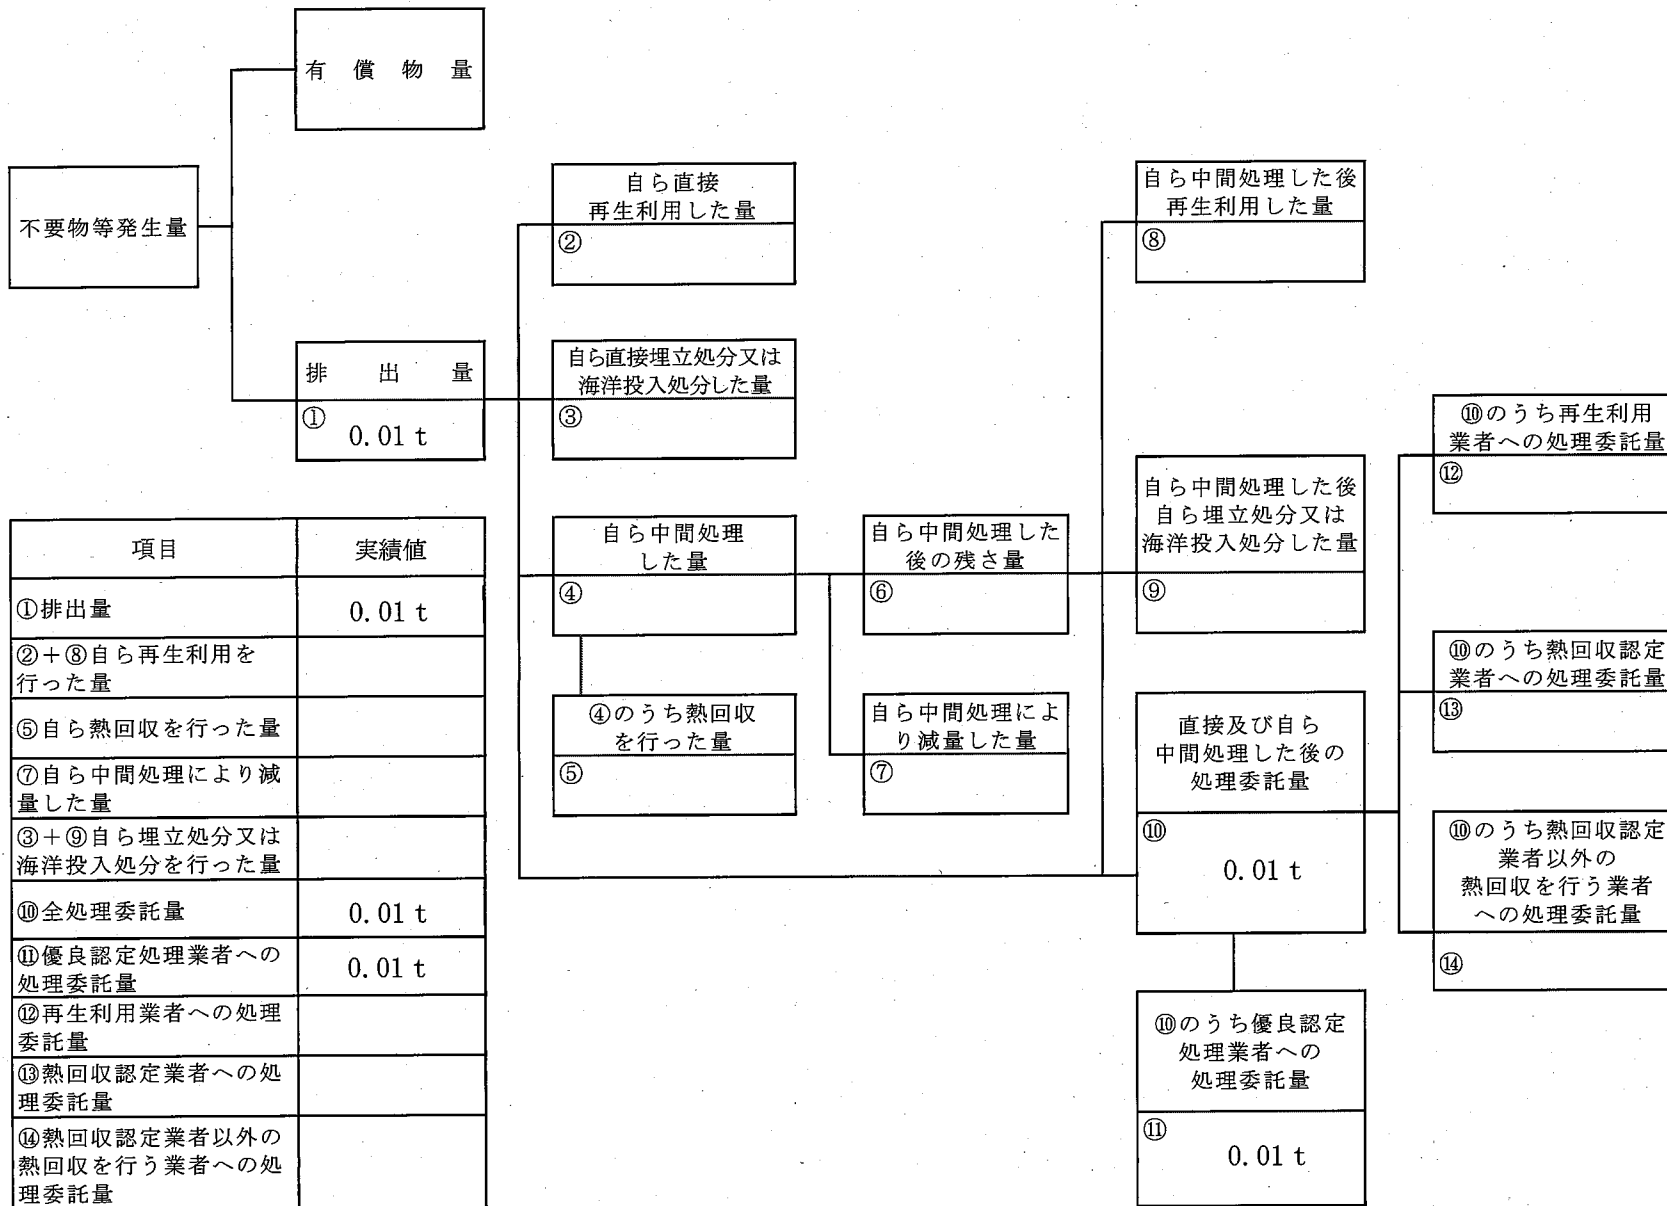 有償物量
不要物等発生量
排出量
①
0.01 t
自ら直接
再生利用した量
②
自ら直接埋立処分又は
海洋投入処分した量
③
自ら中間処理
した量
④
④のうち熱回収
を行った量
⑤
自ら中間処理した
後の残さ量
⑥
自ら中間処理によ
り減量した量
⑦
自ら中間処理した後
再生利用した量
⑧
自ら中間処理した後
自ら埋立処分又は
海洋投入処分した量
⑨
直接及び自ら
中間処理した後の
処理委託量
⑩
0.01 t
⑩のうち優良認定
処理業者への
処理委託量
⑪
0.01 t
⑩のうち再生利用
業者への処理委託量
⑫
⑩のうち熱回収認定
業者への処理委託量
⑬
⑩のうち熱回収認定
業者以外の
熱回収を行う業者
への処理委託量
⑭
項目 実績値
①排出量 0.01 t
②+⑧自ら再生利用を
行った量
⑤自ら熱回収を行った量
⑦自ら中間処理により減
量した量
③+⑨自ら埋立処分又は
海洋投入処分を行った量
⑩全処理委託量 0.01 t
⑪優良認定処理業者への
処理委託量 0.01 t
⑫再生利用業者への処理
委託量
⑬熱回収認定業者への処
理委託量
⑭熱回収認定業者以外の
熱回収を行う業者への処
理委託量